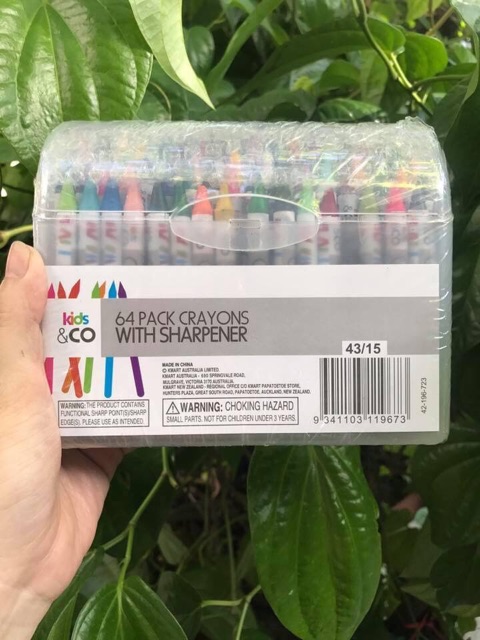 kids
&CO
64 PACK CRAYONS
WITH SHARPENER
43/15
MADE IN CHINA
© KMART AUSTRALIA LIMITED.
KMART AUSTRALIA - 690 SPRINGVALE ROAD,
MULGRAVE, VICTORIA 3170 AUSTRALIA.
KMART NEW ZEALAND - REGIONAL OFFICE C/O KMART PAPATOETOE STORE,
HUNTERS PLAZA, GREAT SOUTH ROAD, PAPATOETOE, AUCKLAND, NEW ZEALAND.
WARNING: THE PRODUCT CONTAINS
FUNCTIONAL SHARP POINT(S)/SHARP
EDGE(S). PLEASE USE AS INTENDED.
WARNING: CHOKING HAZARD
SMALL PARTS. NOT FOR CHILDREN UNDER 3 YEARS.
9 341103 119673
42-196-723